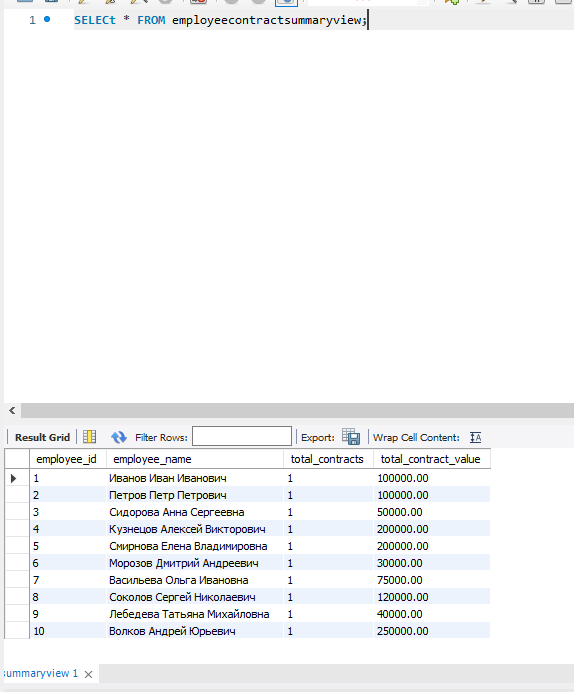 1 SELECt * FROM employeecontractsummaryview;
Result Grid Filter Rows: Export: Wrap Cell Content:
employee_id employee_name total_contracts total_contract_value
1 Иванов Иван Иванович 1 100000.00
2 Петров Петр Петрович 1 100000.00
3 Сидорова Анна Сергеевна 1 50000.00
4 Кузнецов Алексей Викторович 1 200000.00
5 Смирнова Елена Владимировна 1 200000.00
6 Морозов Дмитрий Андреевич 1 30000.00
7 Васильева Ольга Ивановна 1 75000.00
8 Соколов Сергей Николаевич 1 120000.00
9 Лебедева Татьяна Михайловна 1 40000.00
10 Волков Андрей Юрьевич 1 250000.00
summaryview 1